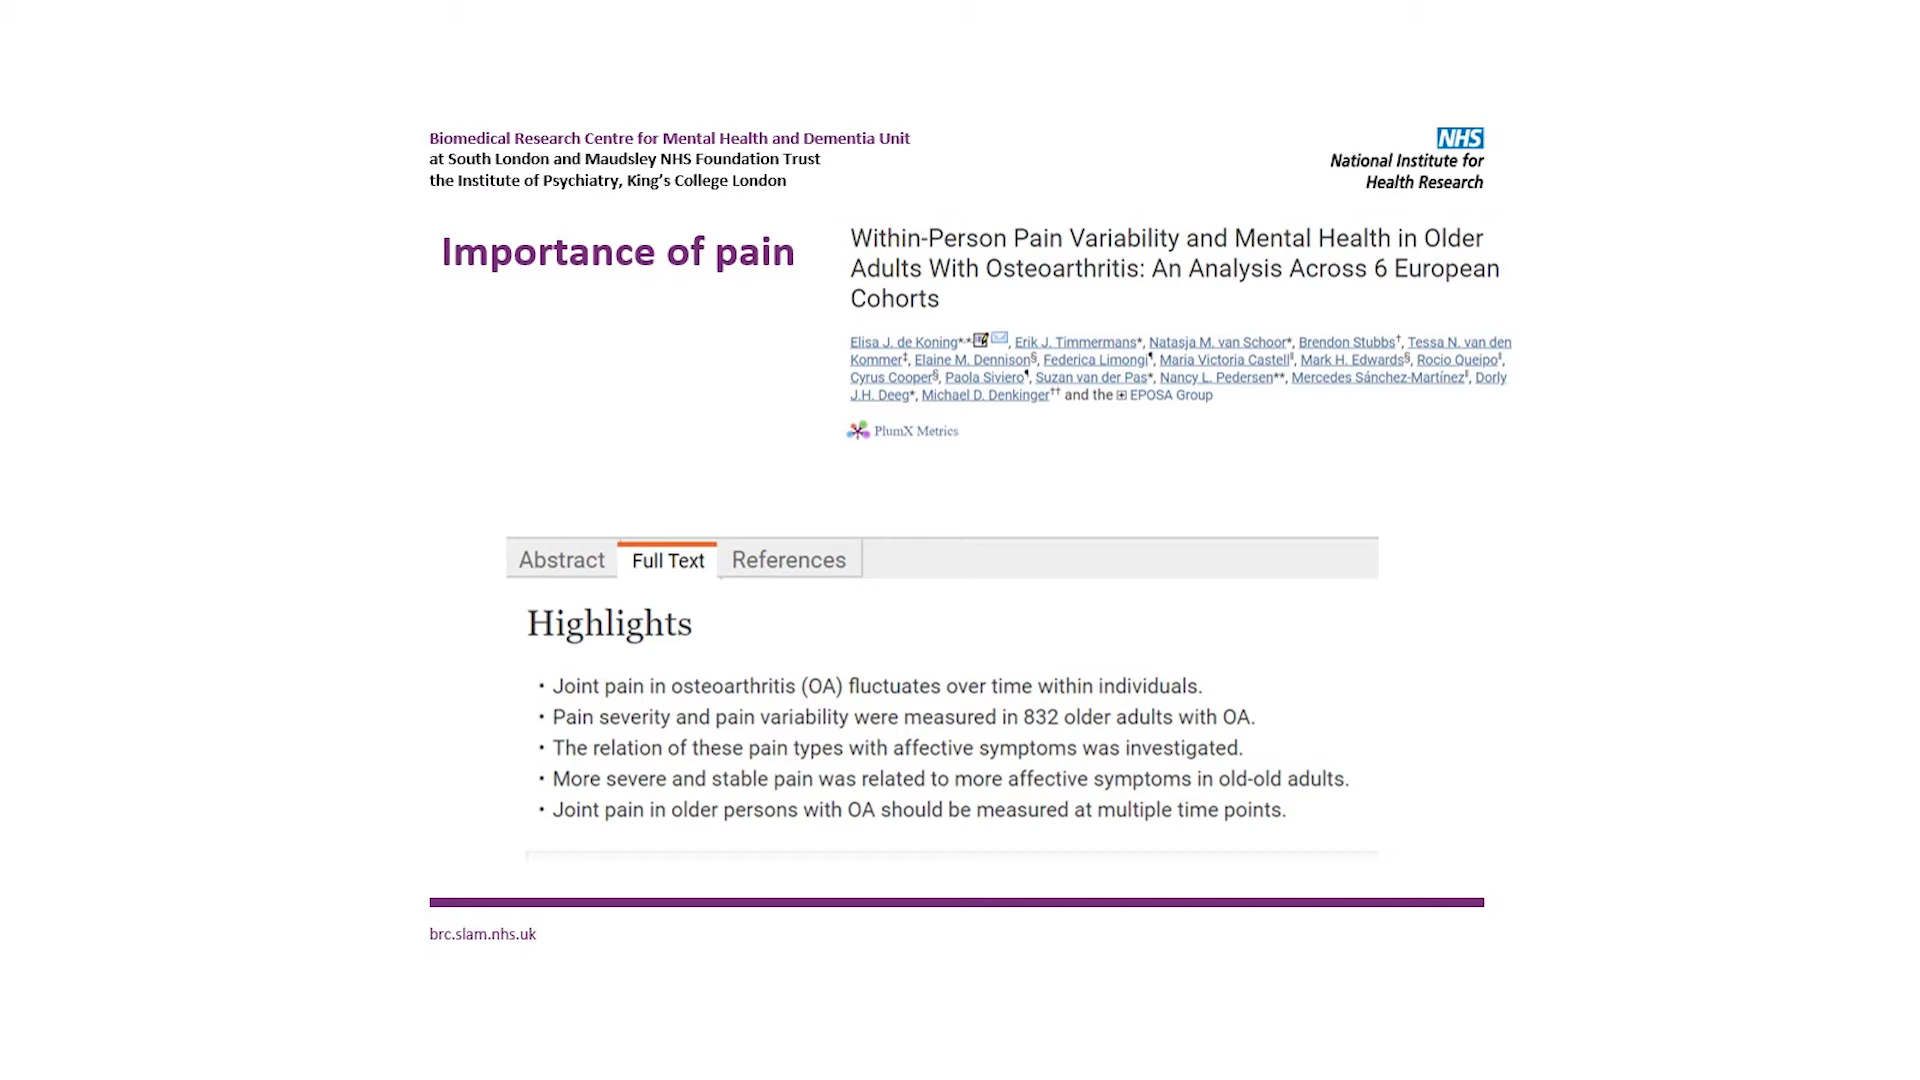 Biomedical Research Centre for Mental Health and Dementia Unit
at South London and Maudsley NHS Foundation Trust
the Institute of Psychiatry, King's College London
NHS
National Institute for
Health Research
Importance of pain
Within-Person Pain Variability and Mental Health in Older
Adults With Osteoarthritis: An Analysis Across 6 European
Cohorts
Elisa J. de Koning*,*, Erik J. Timmermans*, Natasja M. van Schoor*, Brendon Stubbs†, Tessa N. van den
Kommer‡, Elaine M. Dennison§, Federica Limongi¶, Maria Victoria Castell‖, Mark H. Edwards§, Rocio Queipo‖,
Cyrus Cooper§, Paola Siviero¶, Suzan van der Pas*, Nancy L. Pedersen**, Mercedes Sánchez-Martínez‖, Dorly
J.H. Deeg*, Michael D. Denkinger†† and the EPOSA Group
PlumX Metrics
Abstract Full Text References
Highlights
• Joint pain in osteoarthritis (OA) fluctuates over time within individuals.
• Pain severity and pain variability were measured in 832 older adults with OA.
• The relation of these pain types with affective symptoms was investigated.
• More severe and stable pain was related to more affective symptoms in old-old adults.
• Joint pain in older persons with OA should be measured at multiple time points.
brc.slam.nhs.uk